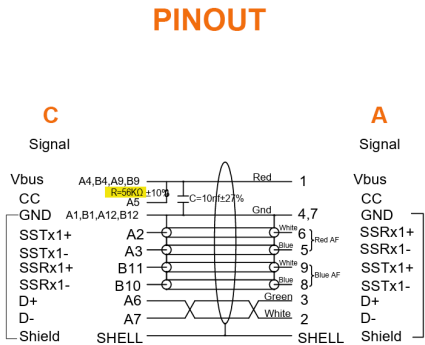 PINOUT
C A
Signal Signal
Vbus A4,B4,A9,B9 Red 1 Vbus
R=56KΩ ±10%
CC A5 C=10nf±27% CC
GND A1,B1,A12,B12 Gnd 4,7 GND
SSTx1+ A2 White 6 SSRx1+
Red AF
SSTx1- A3 Blue 5 SSRx1-
SSRx1+ B11 White 9 SSTx1+
Blue AF
SSRx1- B10 Blue 8 SSTx1-
D+ A6 Green 3 D+
D- A7 White 2 D-
Shield SHELL SHELL Shield